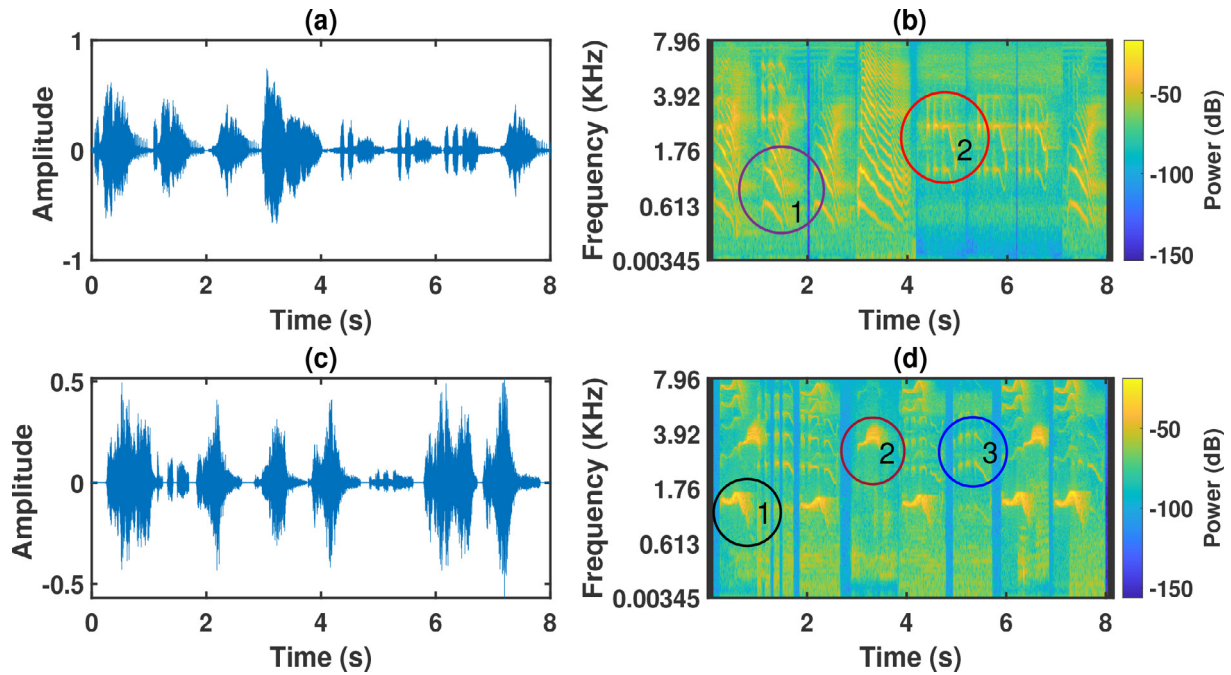 (a)
1
0
-1
Amplitude
0 2 4 6 8
Time (s)
(b)
7.96
3.92
1.76
0.613
0.00345
Frequency (KHz)
1
2
0 2 4 6 8
Time (s)
-50
-100
-150
Power (dB)
(c)
0.5
0
-0.5
Amplitude
0 2 4 6 8
Time (s)
(d)
7.96
3.92
1.76
0.613
0.00345
Frequency (KHz)
1
2
3
0 2 4 6 8
Time (s)
-50
-100
-150
Power (dB)